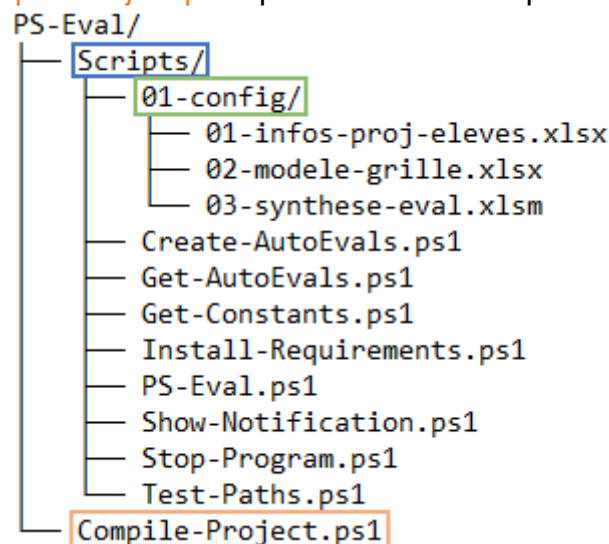 PS-Eval/
├── Scripts/
│   ├── 01-config/
│   │   ├── 01-infos-proj-eleves.xlsx
│   │   ├── 02-modele-grille.xlsx
│   │   └── 03-synthese-eval.xlsm
│   ├── Create-AutoEvals.ps1
│   ├── Get-AutoEvals.ps1
│   ├── Get-Constants.ps1
│   ├── Install-Requirements.ps1
│   ├── PS-Eval.ps1
│   ├── Show-Notification.ps1
│   ├── Stop-Program.ps1
│   └── Test-Paths.ps1
└── Compile-Project.ps1